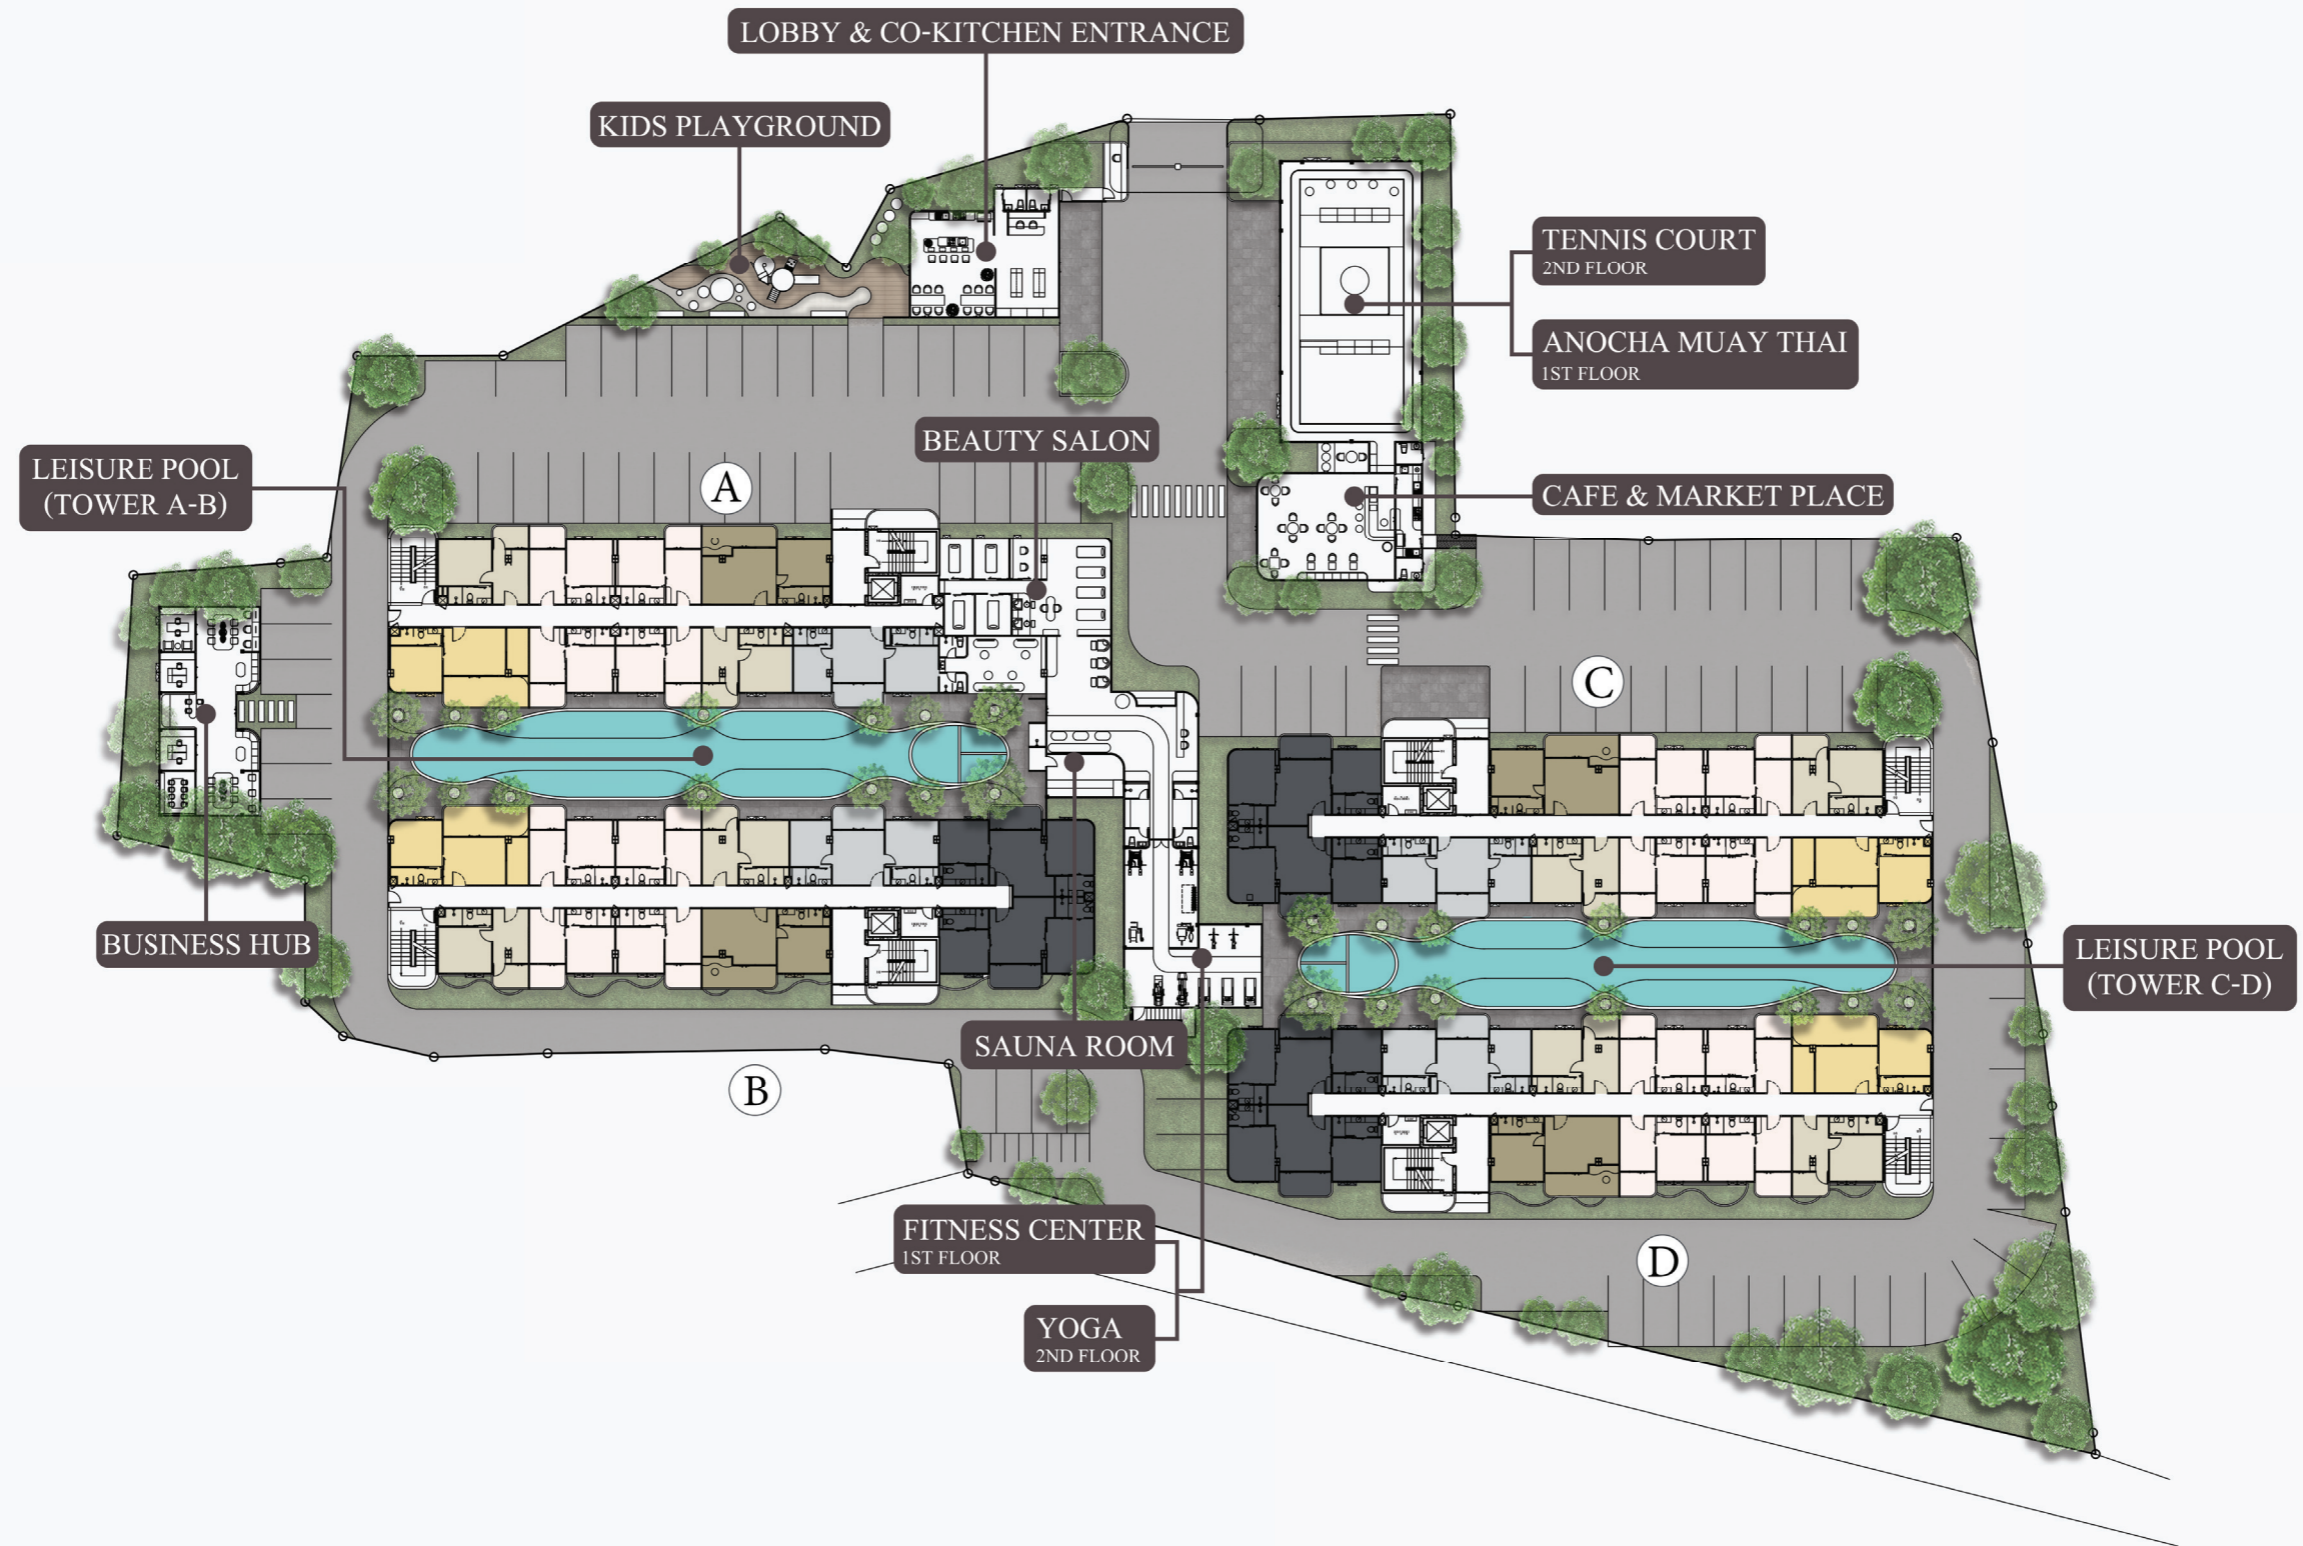 LOBBY & CO-KITCHEN ENTRANCE
KIDS PLAYGROUND
TENNIS COURT
2ND FLOOR
ANOCHA MUAY THAI
1ST FLOOR
BEAUTY SALON
LEISURE POOL
(TOWER A-B)
A
CAFE & MARKET PLACE
C
BUSINESS HUB
LEISURE POOL
(TOWER C-D)
SAUNA ROOM
B
FITNESS CENTER
1ST FLOOR
D
YOGA
2ND FLOOR